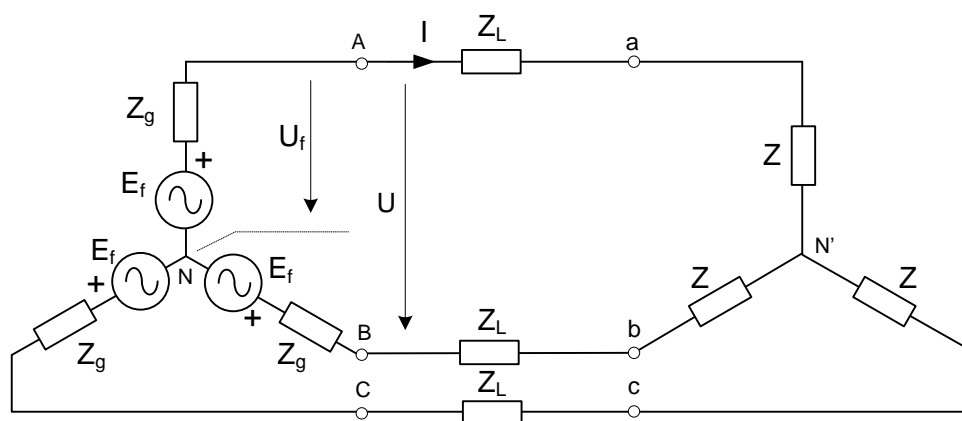 I Z_L
A a
Z_g
U_f
Z
+
E_f
U
E_f
N
E_f
N'
+
Z Z
+
Z_g
Z_g
B Z_L b
C Z_L c